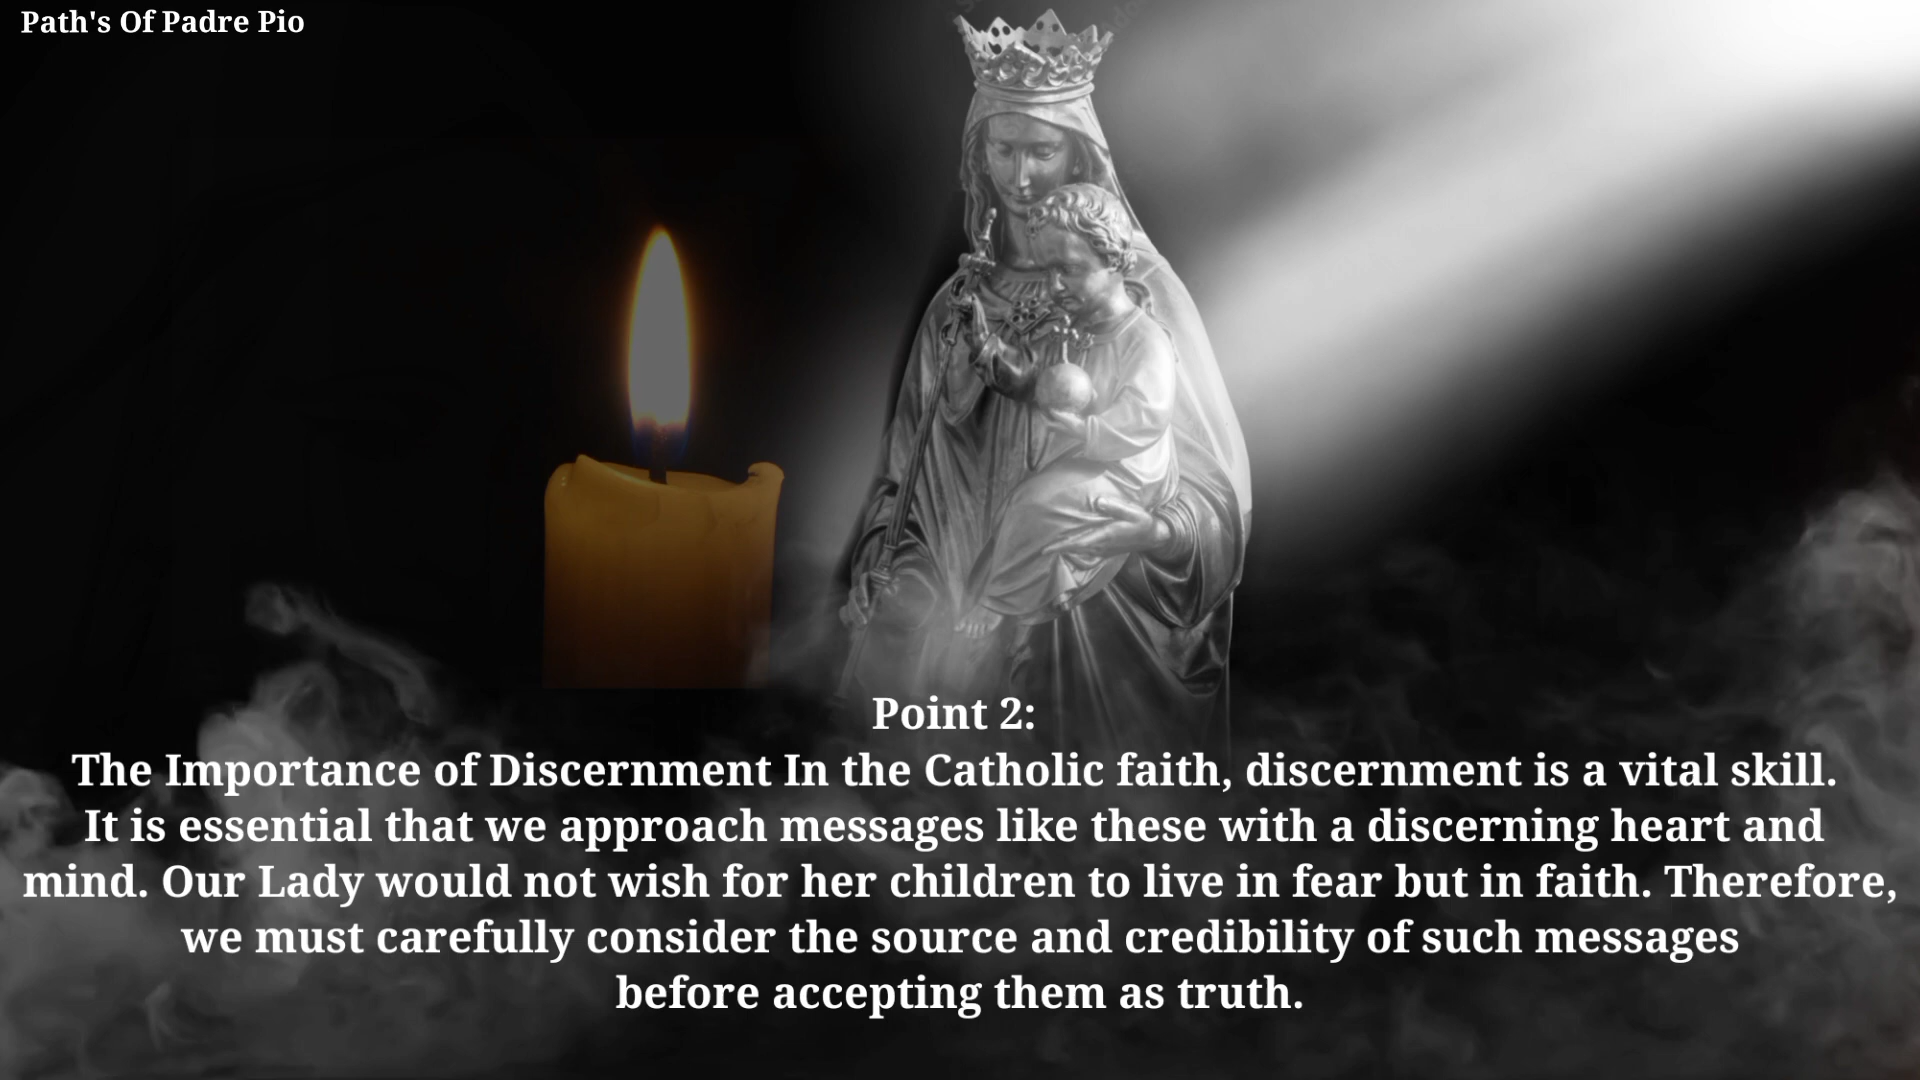 Path's Of Padre Pio
Point 2:
The Importance of Discernment In the Catholic faith, discernment is a vital skill.
It is essential that we approach messages like these with a discerning heart and
mind. Our Lady would not wish for her children to live in fear but in faith. Therefore,
we must carefully consider the source and credibility of such messages
before accepting them as truth.